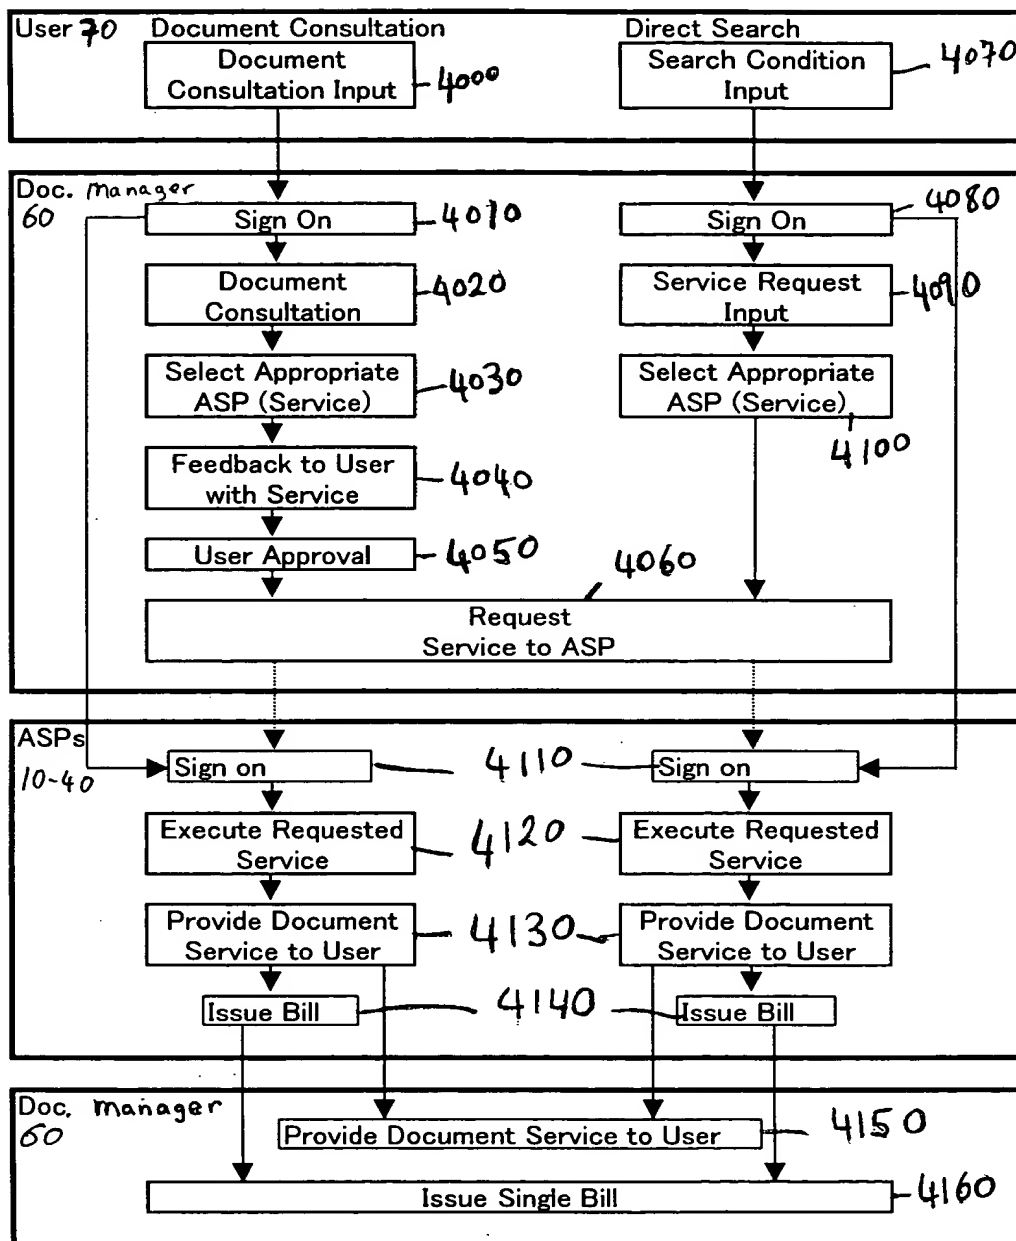 User 70 Document Consultation Direct Search
Document
Consultation Input
4000
Search Condition
Input
4070
Doc. manager
60
Sign On
4010
Sign On
4080
Document
Consultation
4020
Service Request
Input
4090
Select Appropriate
ASP (Service)
4030
Select Appropriate
ASP (Service)
4100
Feedback to User
with Service
4040
User Approval
4050
4060
Request
Service to ASP
ASPs
10-40
Sign on
4110
Sign on
Execute Requested
Service
4120
Execute Requested
Service
Provide Document
Service to User
4130
Provide Document
Service to User
Issue Bill
4140
Issue Bill
Doc. manager
60
Provide Document Service to User
4150
Issue Single Bill
4160